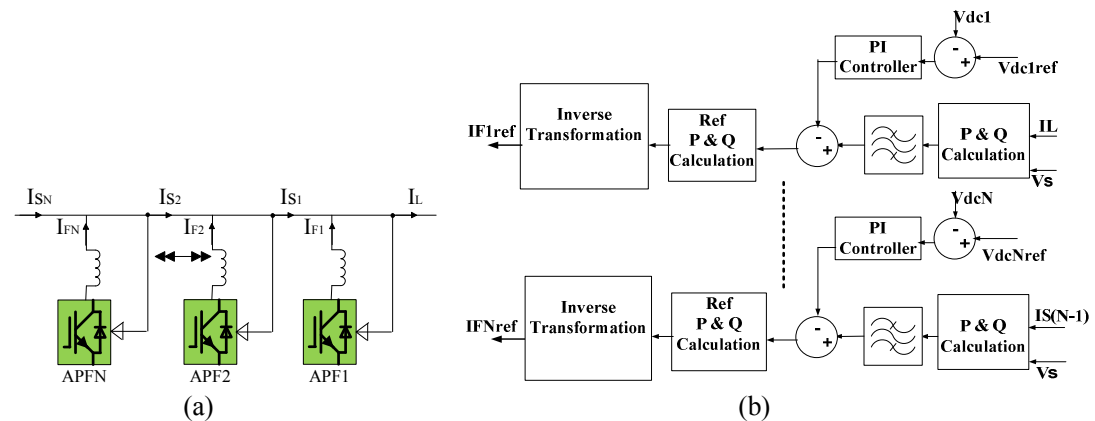 ISN
IS2
IS1
IL
IFN
IF2
IF1
APFN
APF2
APF1
(a)
Vdc1
PI
Controller
-
+
Vdc1ref
Inverse
Transformation
IF1ref
Ref
P & Q
Calculation
-
+
P & Q
Calculation
IL
Vs
VdcN
PI
Controller
-
+
VdcNref
Inverse
Transformation
IFNref
Ref
P & Q
Calculation
-
+
P & Q
Calculation
IS(N-1)
Vs
(b)